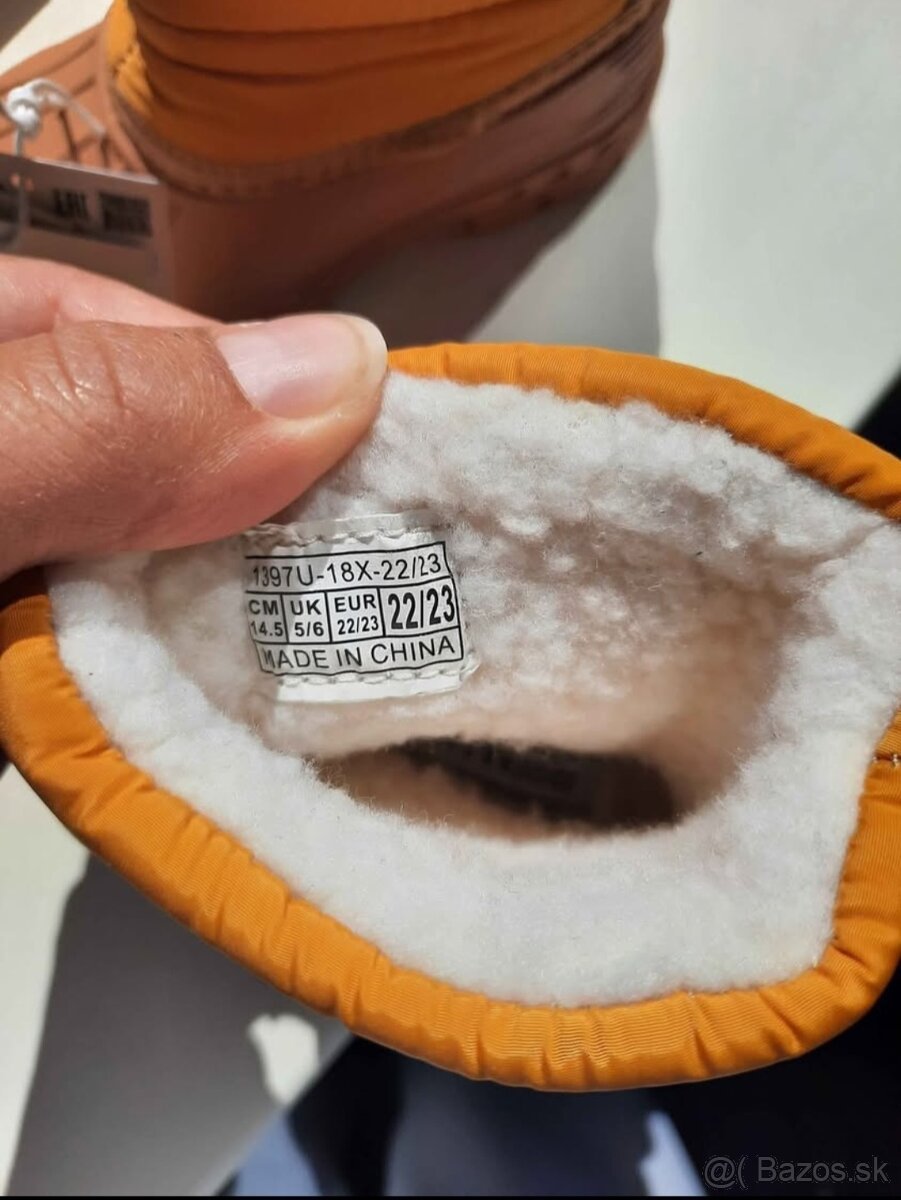 1397U-18X-22/23
CM UK EUR 22/23
14.5 5/6 22/23
MADE IN CHINA
@( Bazos.sk